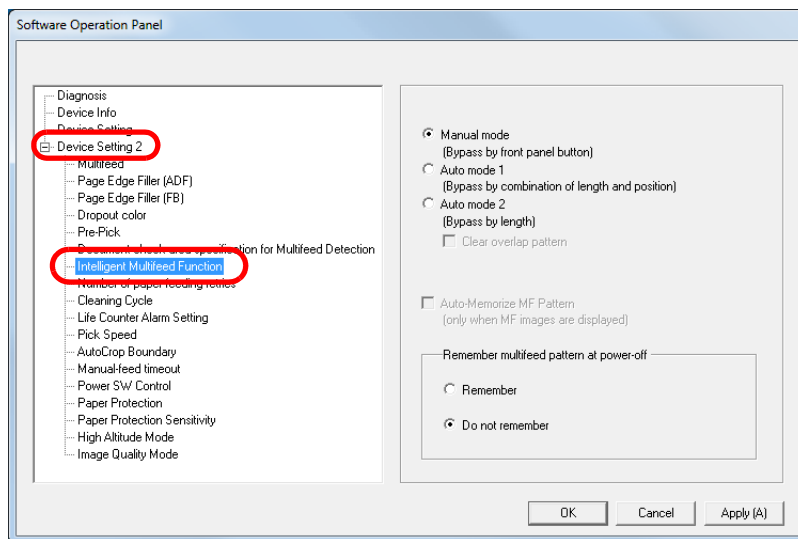 Software Operation Panel
Diagnosis
Device Info
Device Setting
Device Setting 2
Multifeed
Page Edge Filler (ADF)
Page Edge Filler (FB)
Dropout color
Pre-Pick
Document check area specification for Multifeed Detection
Intelligent Multifeed Function
Number of paper feeding retries
Cleaning Cycle
Life Counter Alarm Setting
Pick Speed
AutoCrop Boundary
Manual-feed timeout
Power SW Control
Paper Protection
Paper Protection Sensitivity
High Altitude Mode
Image Quality Mode
Manual mode
(Bypass by front panel button)
Auto mode 1
(Bypass by combination of length and position)
Auto mode 2
(Bypass by length)
Clear overlap pattern
Auto-Memorize MF Pattern
(only when MF images are displayed)
Remember multifeed pattern at power-off
Remember
Do not remember
OK
Cancel
Apply (A)